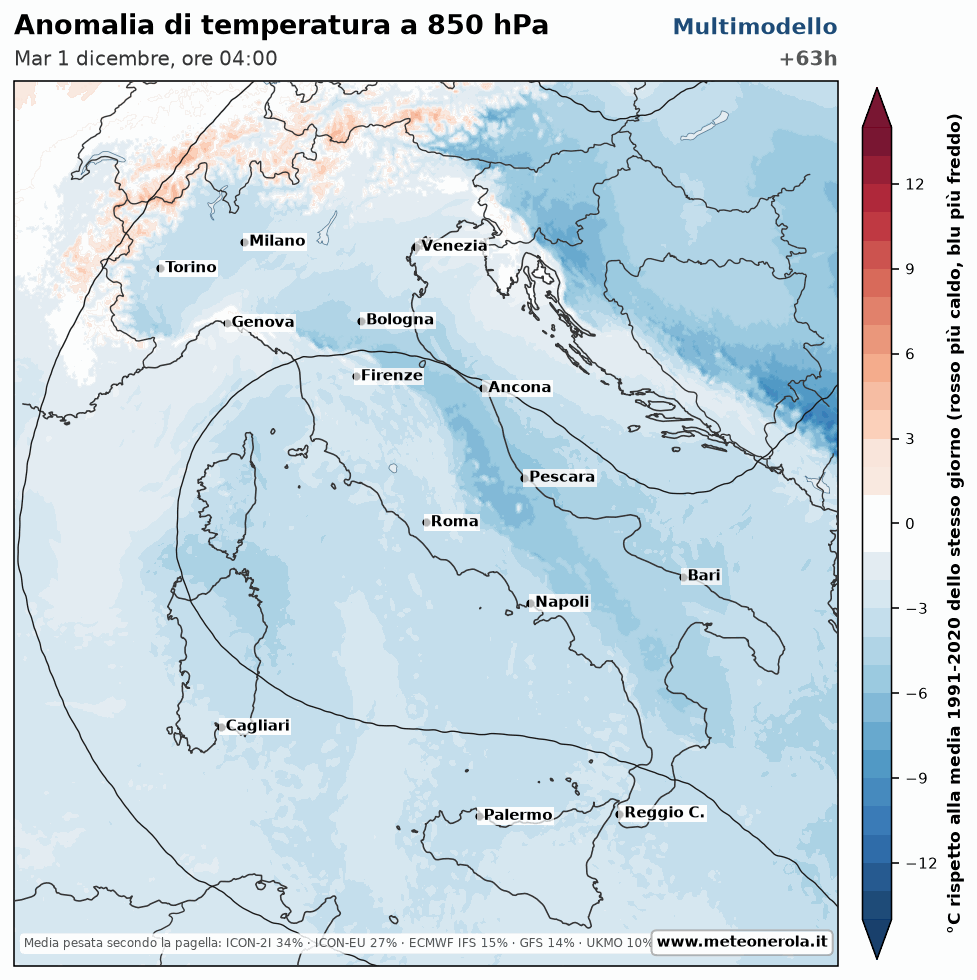 Anomalia di temperatura a 850 hPa
Multimodello
Mar 1 dicembre, ore 04:00
+63h
Milano
Venezia
Torino
Genova
Bologna
Firenze
Ancona
Pescara
Roma
Bari
Napoli
Cagliari
Palermo
Reggio C.
12
9
6
3
0
−3
−6
−9
−12
°C rispetto alla media 1991-2020 dello stesso giorno (rosso più caldo, blu più freddo)
Media pesata secondo la pagella: ICON-2I 34% · ICON-EU 27% · ECMWF IFS 15% · GFS 14% · UKMO 10%
www.meteonerola.it